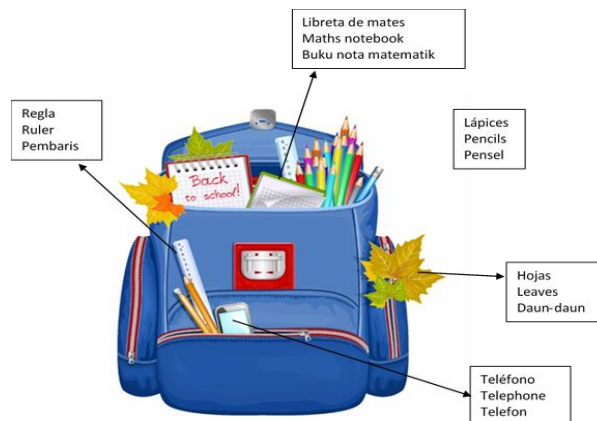 Libreta de mates
Maths notebook
Buku nota matematik
Regla
Ruler
Pembaris
Lápices
Pencils
Pensel
Back
to school!
Hojas
Leaves
Daun-daun
Teléfono
Telephone
Telefon